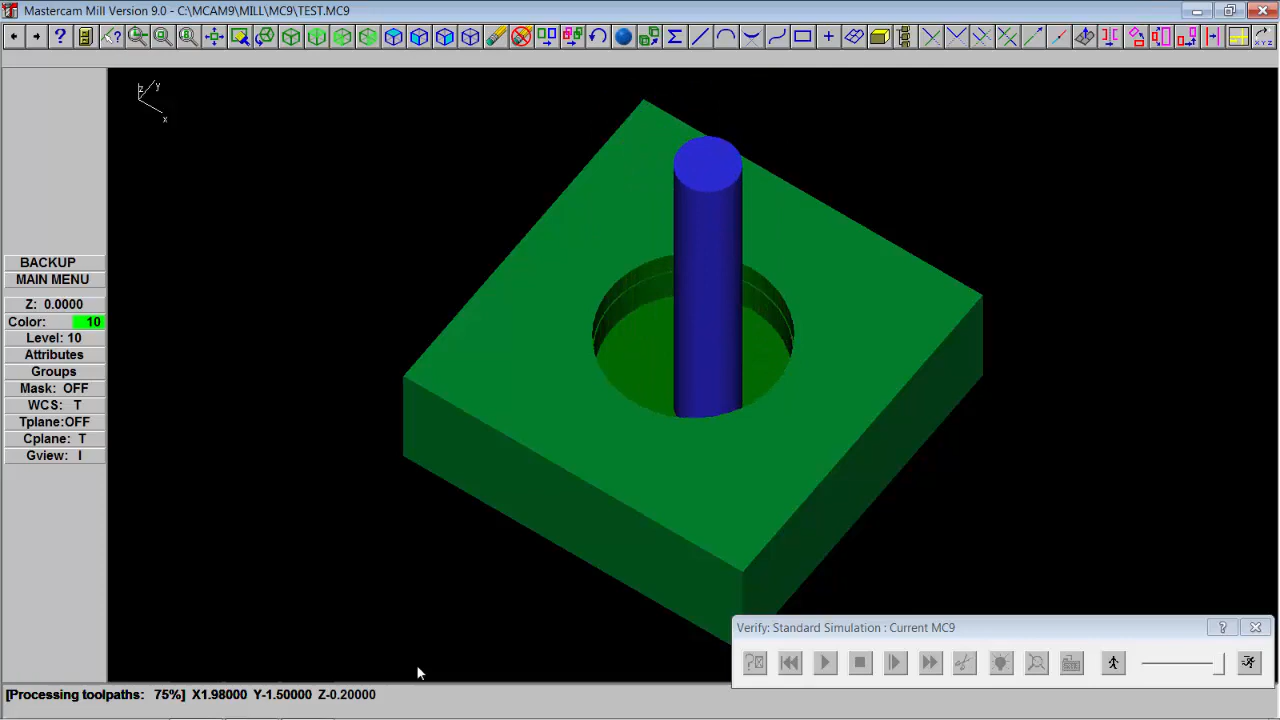 Mastercam Mill Version 9.0 - C:\MCAM9\MILL\MC9\TEST.MC9
z y
x
BACKUP
MAIN MENU
Z: 0.0000
Color: 10
Level: 10
Attributes
Groups
Mask: OFF
WCS: T
Tplane:OFF
Cplane: T
Gview: I
Verify: Standard Simulation : Current MC9
[Processing toolpaths: 75%] X1.98000 Y-1.50000 Z-0.20000